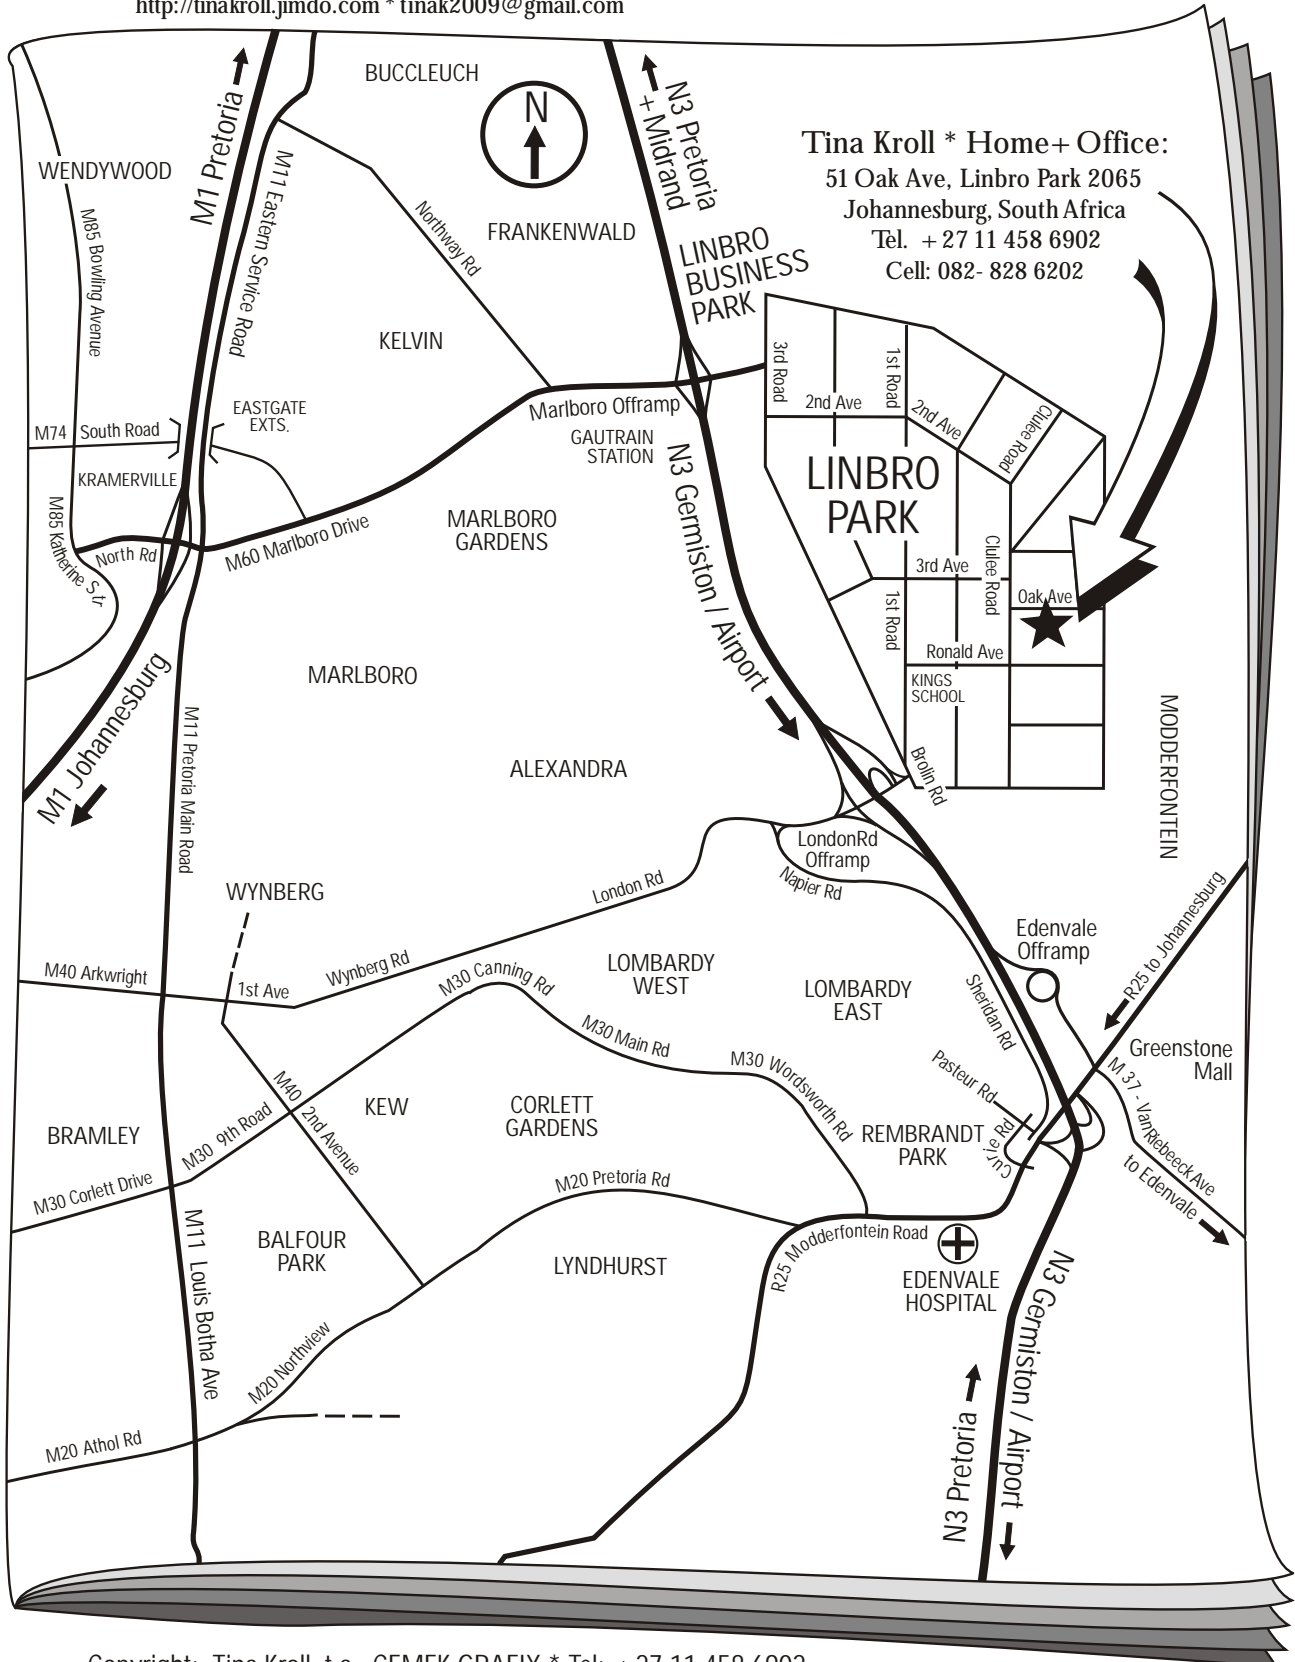 http://tinakroll.jimdo.com * tinak2009@gmail.com
BUCCLEUCH
N
M1 Pretoria
N3 Pretoria
+ Midrand
Tina Kroll * Home+Office:
51 Oak Ave, Linbro Park 2065
Johannesburg, South Africa
Tel. +27 11 458 6902
Cell: 082- 828 6202
WENDYWOOD
M11 Eastern Service Road
M85 Bowling Avenue
Northway Rd
FRANKENWALD
LINBRO
BUSINESS
PARK
KELVIN
3rd Road
1st Road
2nd Ave
2nd Ave
Clulee Road
EASTGATE
EXTS.
Marlboro Offramp
GAUTRAIN
STATION
M74 South Road
KRAMERVILLE
LINBRO
PARK
N3 Germiston / Airport
M85 Katherine Str
North Rd
M60 Marlboro Drive
MARLBORO
GARDENS
Clulee Road
3rd Ave
Oak Ave
1st Road
Ronald Ave
KINGS
SCHOOL
MARLBORO
M1 Johannesburg
M11 Pretoria Main Road
MODDERFONTEIN
ALEXANDRA
Brolin Rd
LondonRd
Offramp
Napier Rd
London Rd
WYNBERG
R25 to Johannesburg
Edenvale
Offramp
M40 Arkwright
1st Ave
Wynberg Rd
M30 Canning Rd
LOMBARDY
WEST
LOMBARDY
EAST
Sheridan Rd
M30 Main Rd
M30 Wordsworth Rd
Pasteur Rd
Greenstone
Mall
M 37 - VanRiebeeck Ave
to Edenvale
M40 2nd Avenue
KEW
CORLETT
GARDENS
BRAMLEY
M30 9th Road
REMBRANDT
PARK
Curie Rd
M30 Corlett Drive
M20 Pretoria Rd
M11 Louis Botha Ave
BALFOUR
PARK
LYNDHURST
R25 Modderfontein Road
EDENVALE
HOSPITAL
N3 Germiston / Airport
M20 Northview
N3 Pretoria
M20 Athol Rd
Copyright: Tina Kroll t.a. GEMEK GRAFIX * Tel: +27 11 458 6902